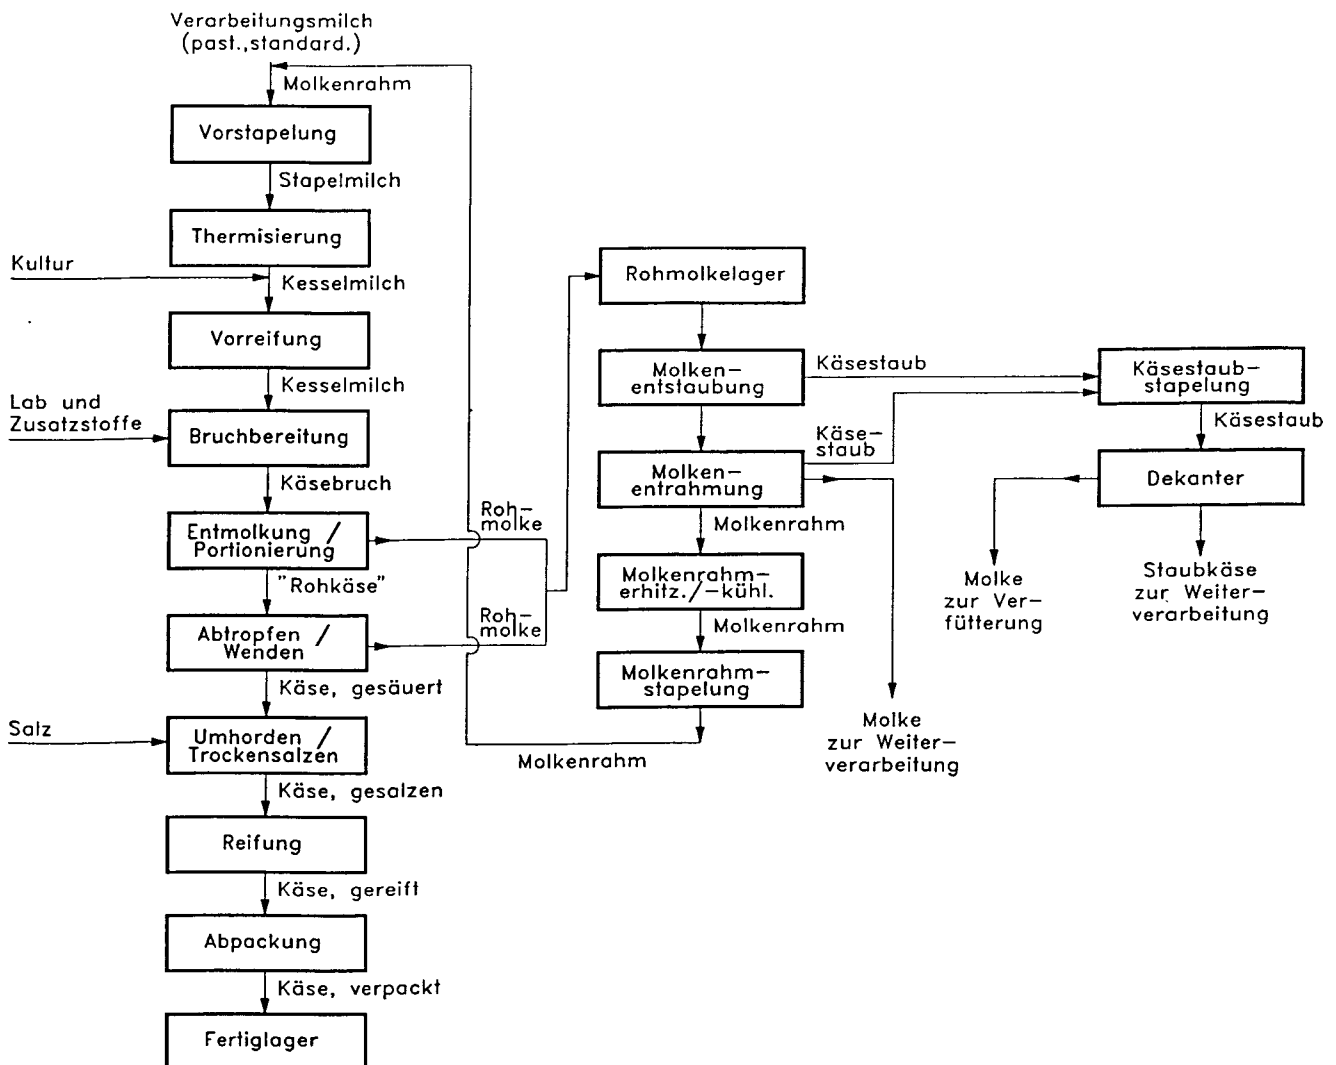 Verarbeitungsmilch
(past.,standard.)
Molkenrahm
Vorstapelung
Stapelmilch
Thermisierung
Kultur
Kesselmilch
Vorreifung
Kesselmilch
Lab und
Zusatzstoffe
Bruchbereitung
Käsebruch
Entmolkung /
Portionierung
Roh-
molke
"Rohkäse"
Abtropfen /
Wenden
Roh-
molke
Käse, gesäuert
Salz
Umhorden /
Trockensalzen
Käse, gesalzen
Reifung
Käse, gereift
Abpackung
Käse, verpackt
Fertiglager
Rohmolkelager
Molken-
entstaubung
Käsestaub
Molken-
entrahmung
Käse-
staub
Molkenrahm
Molkenrahm-
erhitz./-kühl.
Molkenrahm
Molkenrahm-
stapelung
Molkenrahm
Molke
zur Weiter-
verarbeitung
Käsestaub-
stapelung
Käsestaub
Dekanter
Molke
zur Ver-
fütterung
Staubkäse
zur Weiter-
verarbeitung